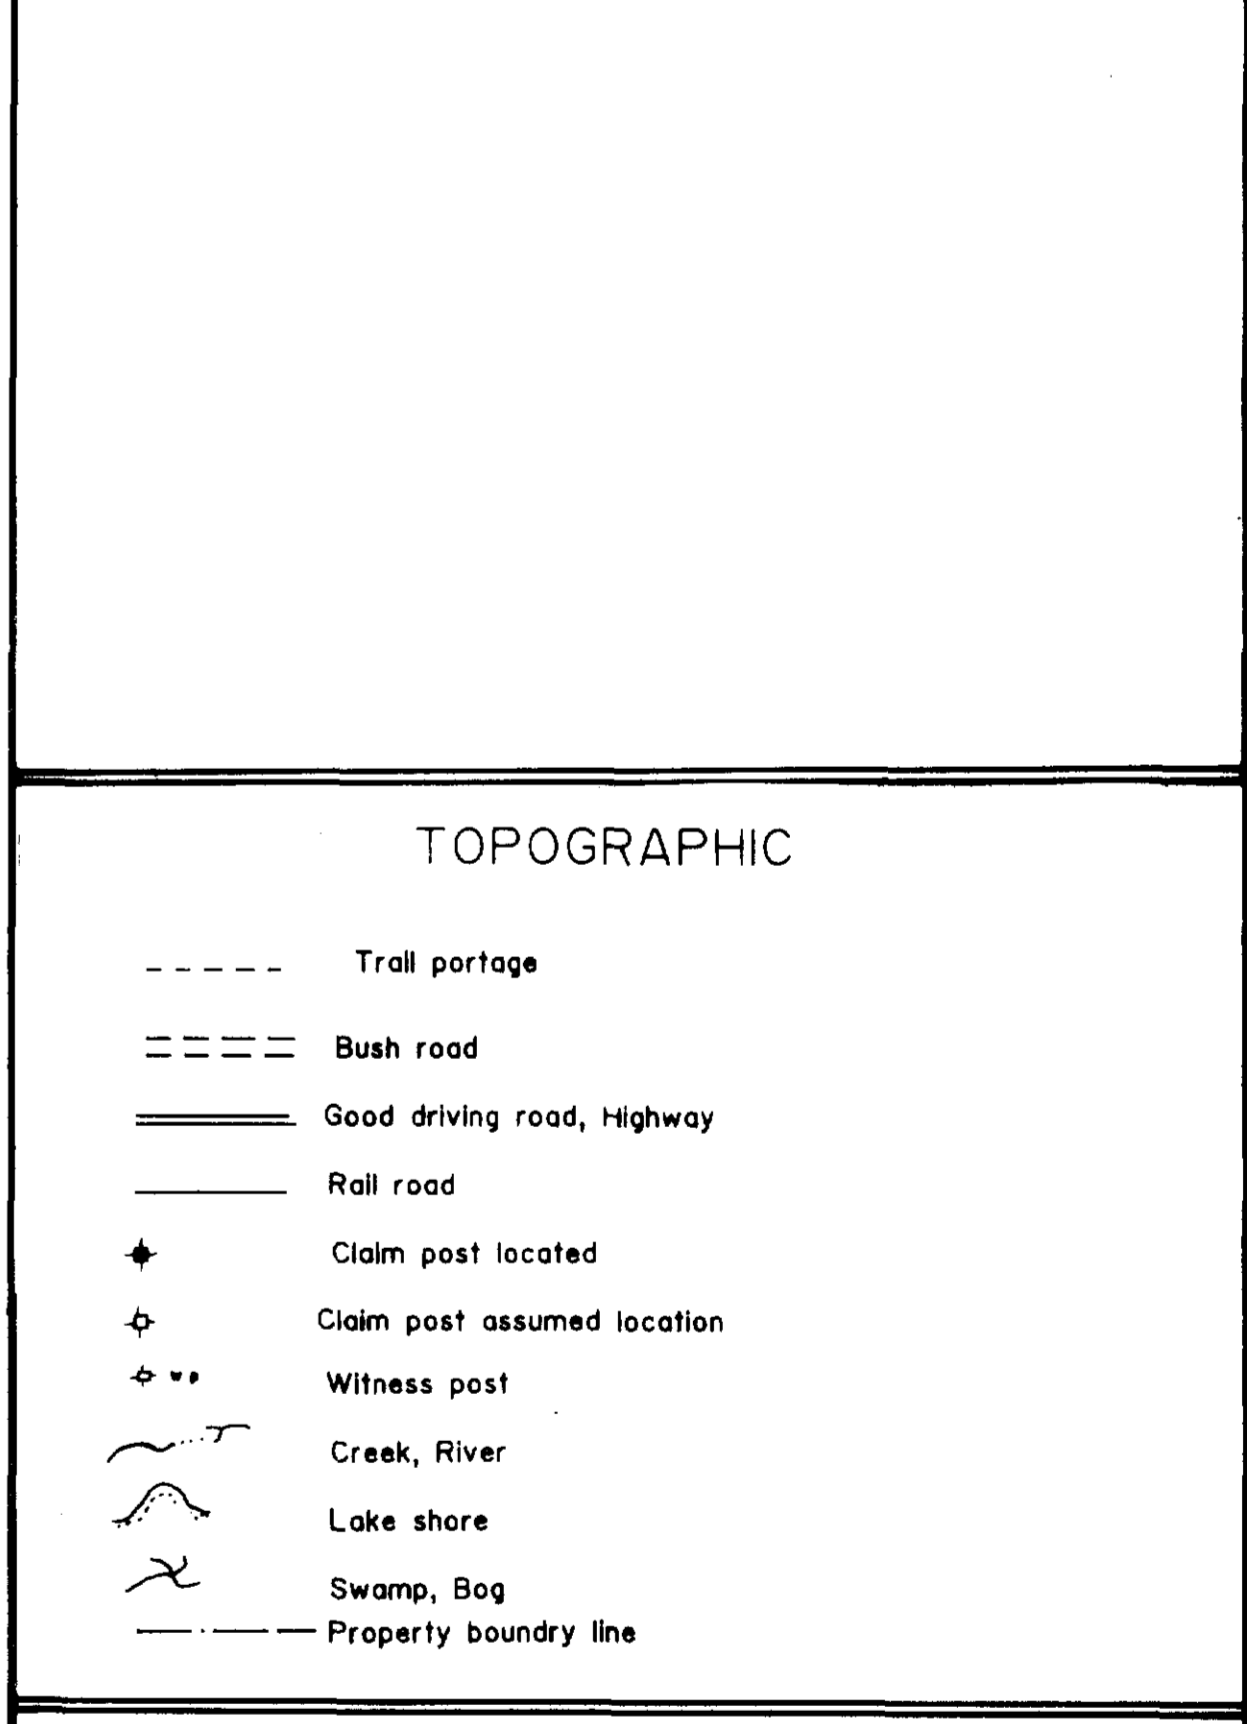 TOPOGRAPHIC
Trail portage
Bush road
Good driving road, Highway
Rail road
Claim post located
Claim post assumed location
Witness post
Creek, River
Lake shore
Swamp, Bog
Property boundry line